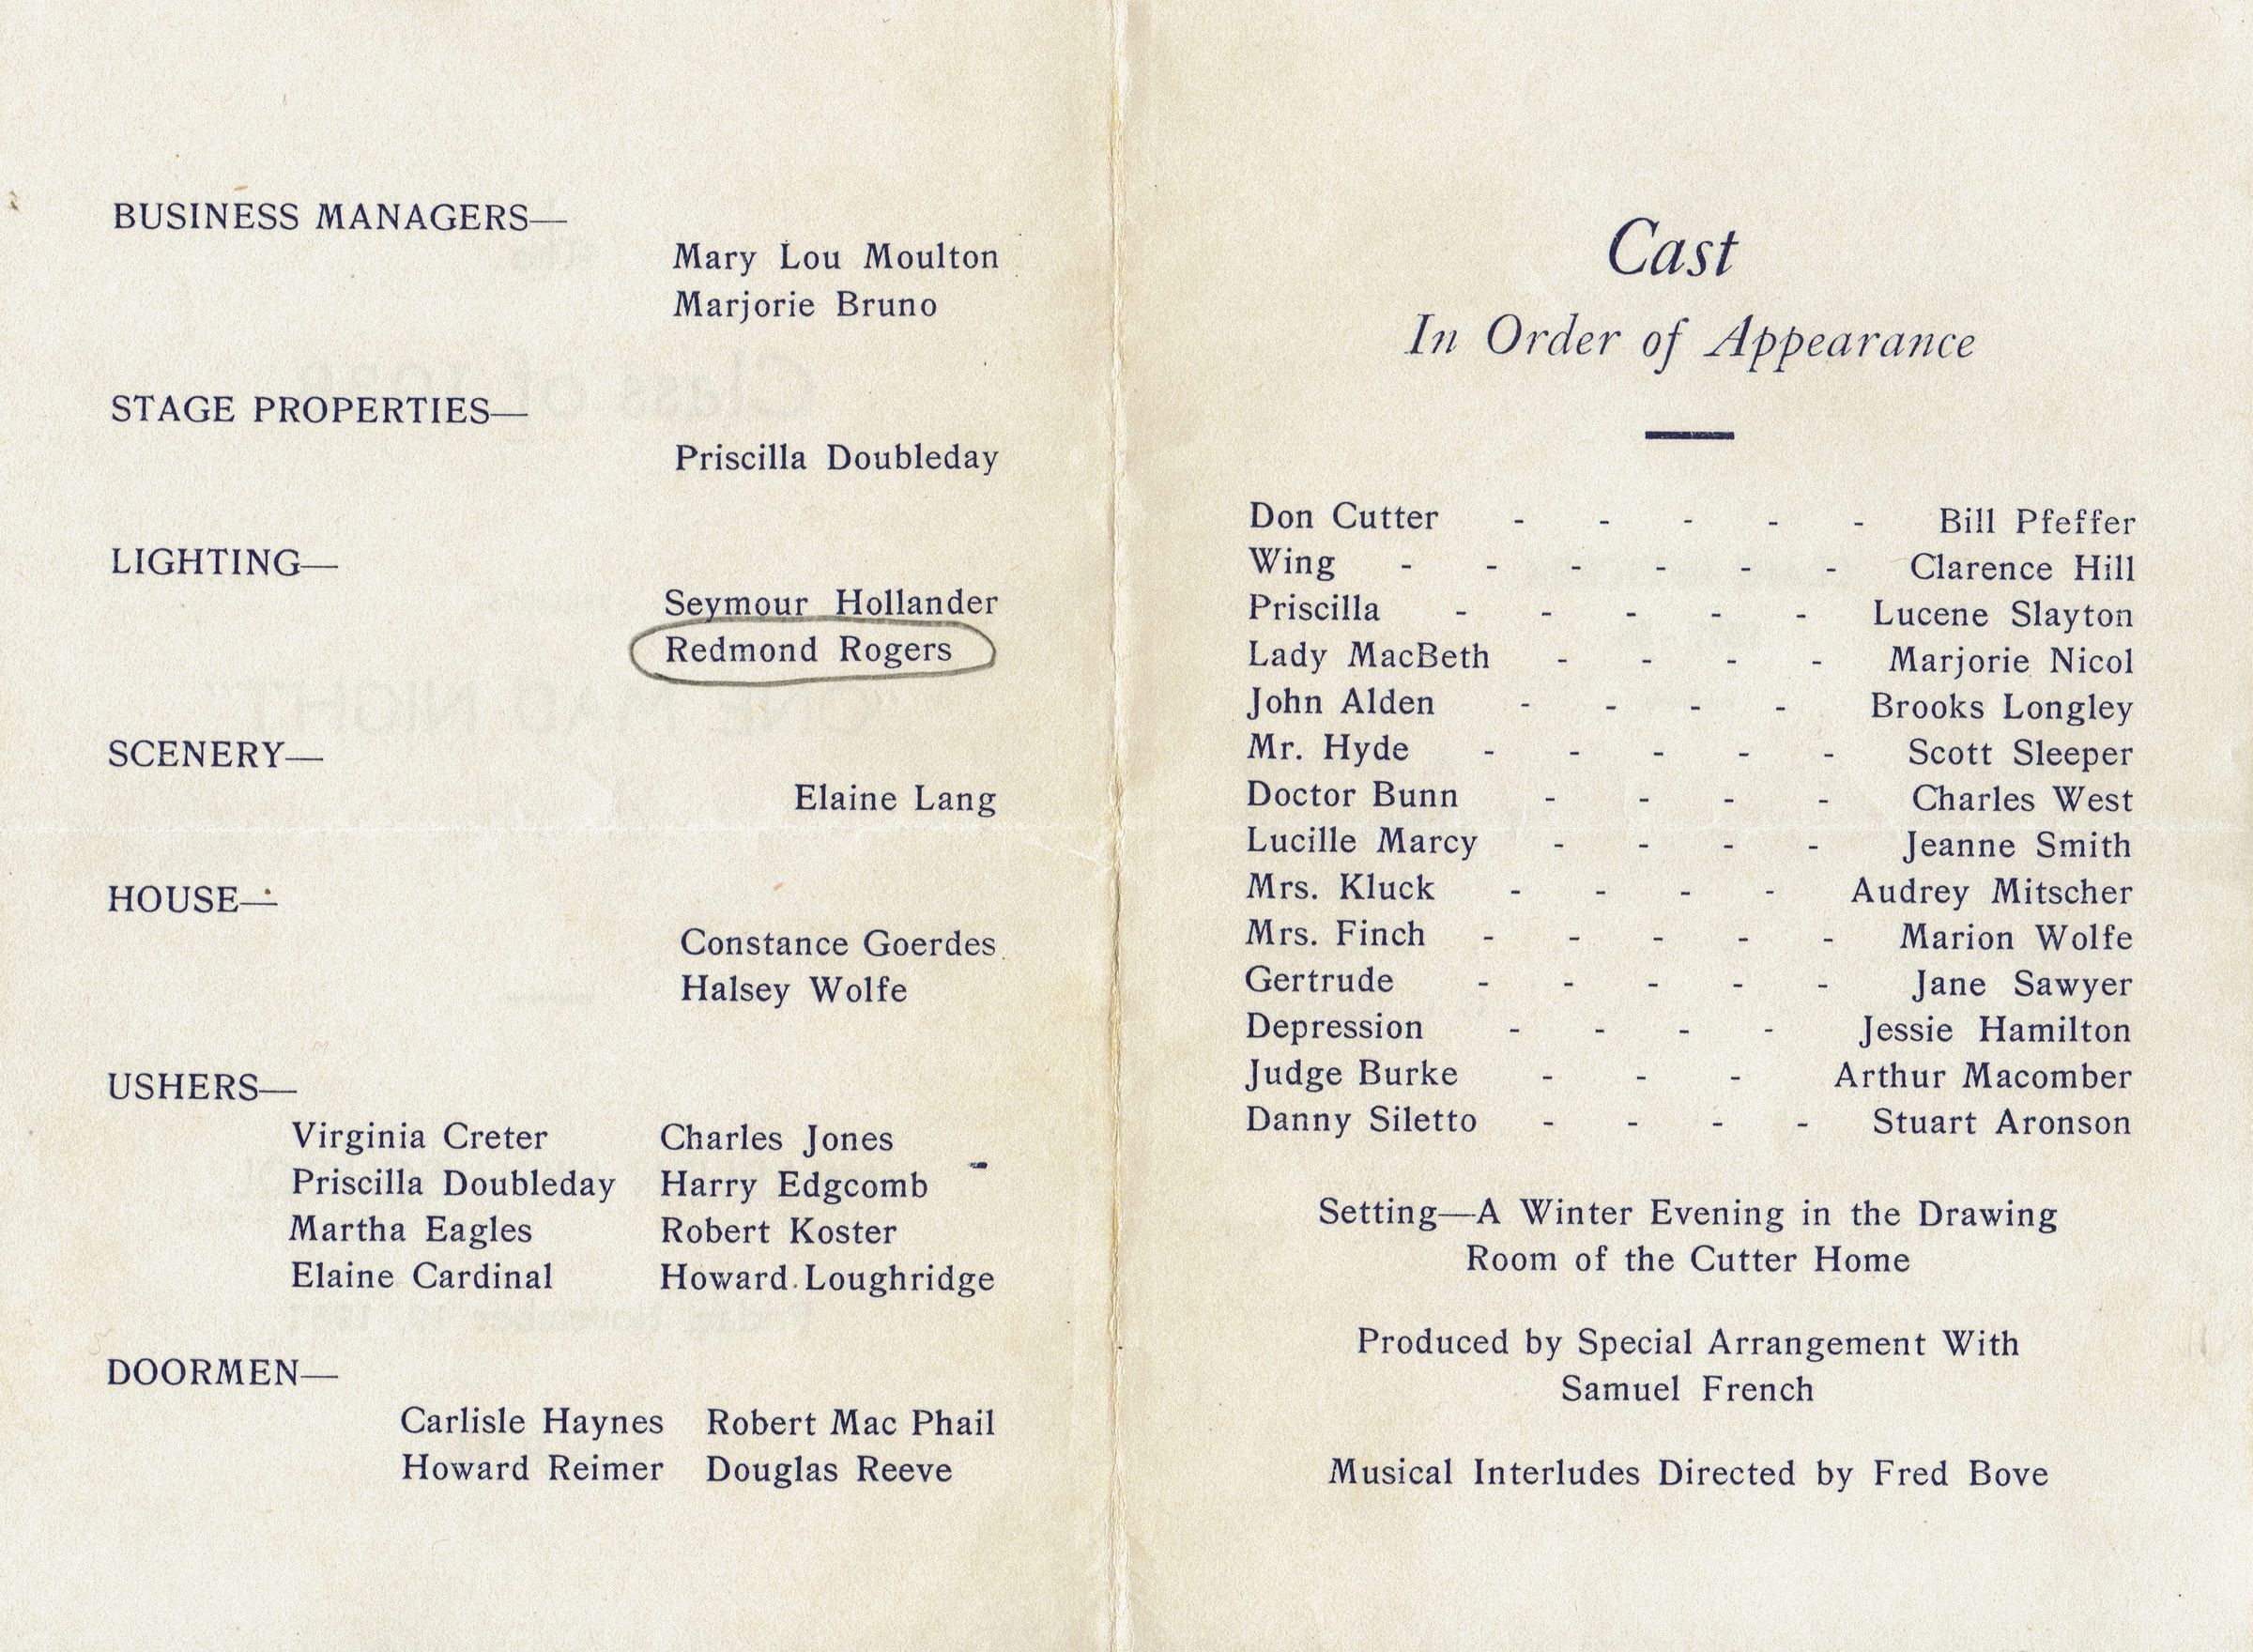 BUSINESS MANAGERS—
Mary Lou Moulton
Marjorie Bruno
STAGE PROPERTIES—
Priscilla Doubleday
LIGHTING—
Seymour Hollander
Redmond Rogers
SCENERY—
Elaine Lang
HOUSE—
Constance Goerdes
Halsey Wolfe
USHERS—
Virginia Creter Charles Jones
Priscilla Doubleday Harry Edgcomb
Martha Eagles Robert Koster
Elaine Cardinal Howard Loughridge
DOORMEN—
Carlisle Haynes Robert Mac Phail
Howard Reimer Douglas Reeve
Cast
In Order of Appearance
Don Cutter - - - - - Bill Pfeffer
Wing - - - - - - Clarence Hill
Priscilla - - - - - Lucene Slayton
Lady MacBeth - - - - Marjorie Nicol
John Alden - - - - Brooks Longley
Mr. Hyde - - - - - Scott Sleeper
Doctor Bunn - - - - Charles West
Lucille Marcy - - - - Jeanne Smith
Mrs. Kluck - - - - Audrey Mitscher
Mrs. Finch - - - - - Marion Wolfe
Gertrude - - - - - Jane Sawyer
Depression - - - - Jessie Hamilton
Judge Burke - - - Arthur Macomber
Danny Siletto - - - - Stuart Aronson
Setting—A Winter Evening in the Drawing
Room of the Cutter Home
Produced by Special Arrangement With
Samuel French
Musical Interludes Directed by Fred Bove